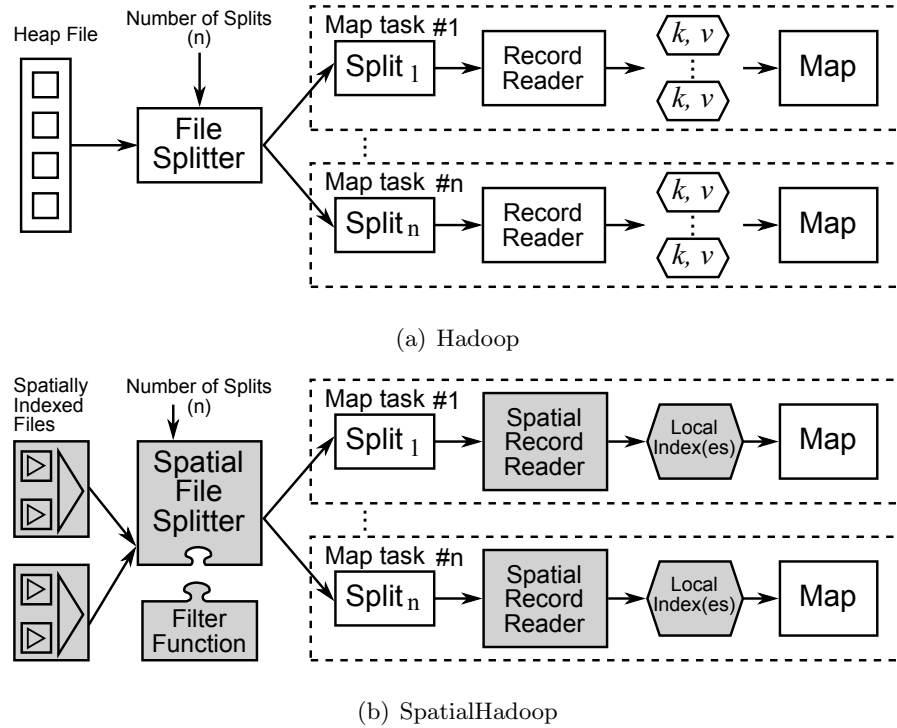 Heap File
Number of Splits
(n)
File
Splitter
Map task #1
Split 1
Record
Reader
k, v
k, v
Map
Map task #n
Split n
Record
Reader
k, v
k, v
Map
(a) Hadoop
Spatially
Indexed
Files
Number of Splits
(n)
Spatial
File
Splitter
Filter
Function
Map task #1
Split 1
Spatial
Record
Reader
Local
Index(es)
Map
Map task #n
Split n
Spatial
Record
Reader
Local
Index(es)
Map
(b) SpatialHadoop